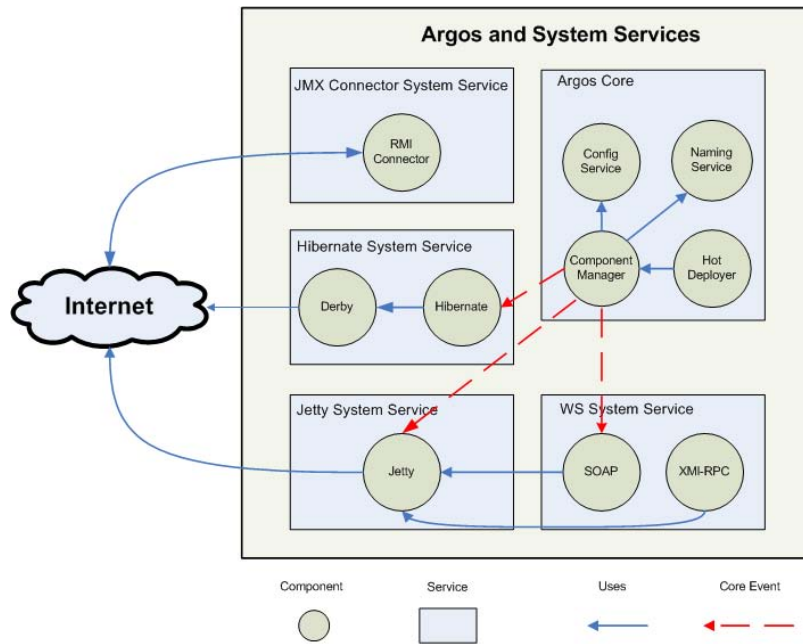 Argos and System Services
JMX Connector System Service
RMI
Connector
Argos Core
Config
Service
Naming
Service
Component
Manager
Hot
Deployer
Hibernate System Service
Derby
Hibernate
Internet
Jetty System Service
Jetty
WS System Service
SOAP
XMI-RPC
Component
Service
Uses
Core Event